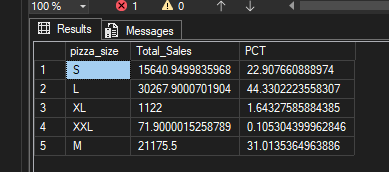 100 % 1 0
Results Messages
pizza_size Total_Sales PCT
1 S 15640.9499835968 22.907660888974
2 L 30267.9000701904 44.3302223558307
3 XL 1122 1.64327585884385
4 XXL 71.9000015258789 0.105304399962846
5 M 21175.5 31.0135364963886